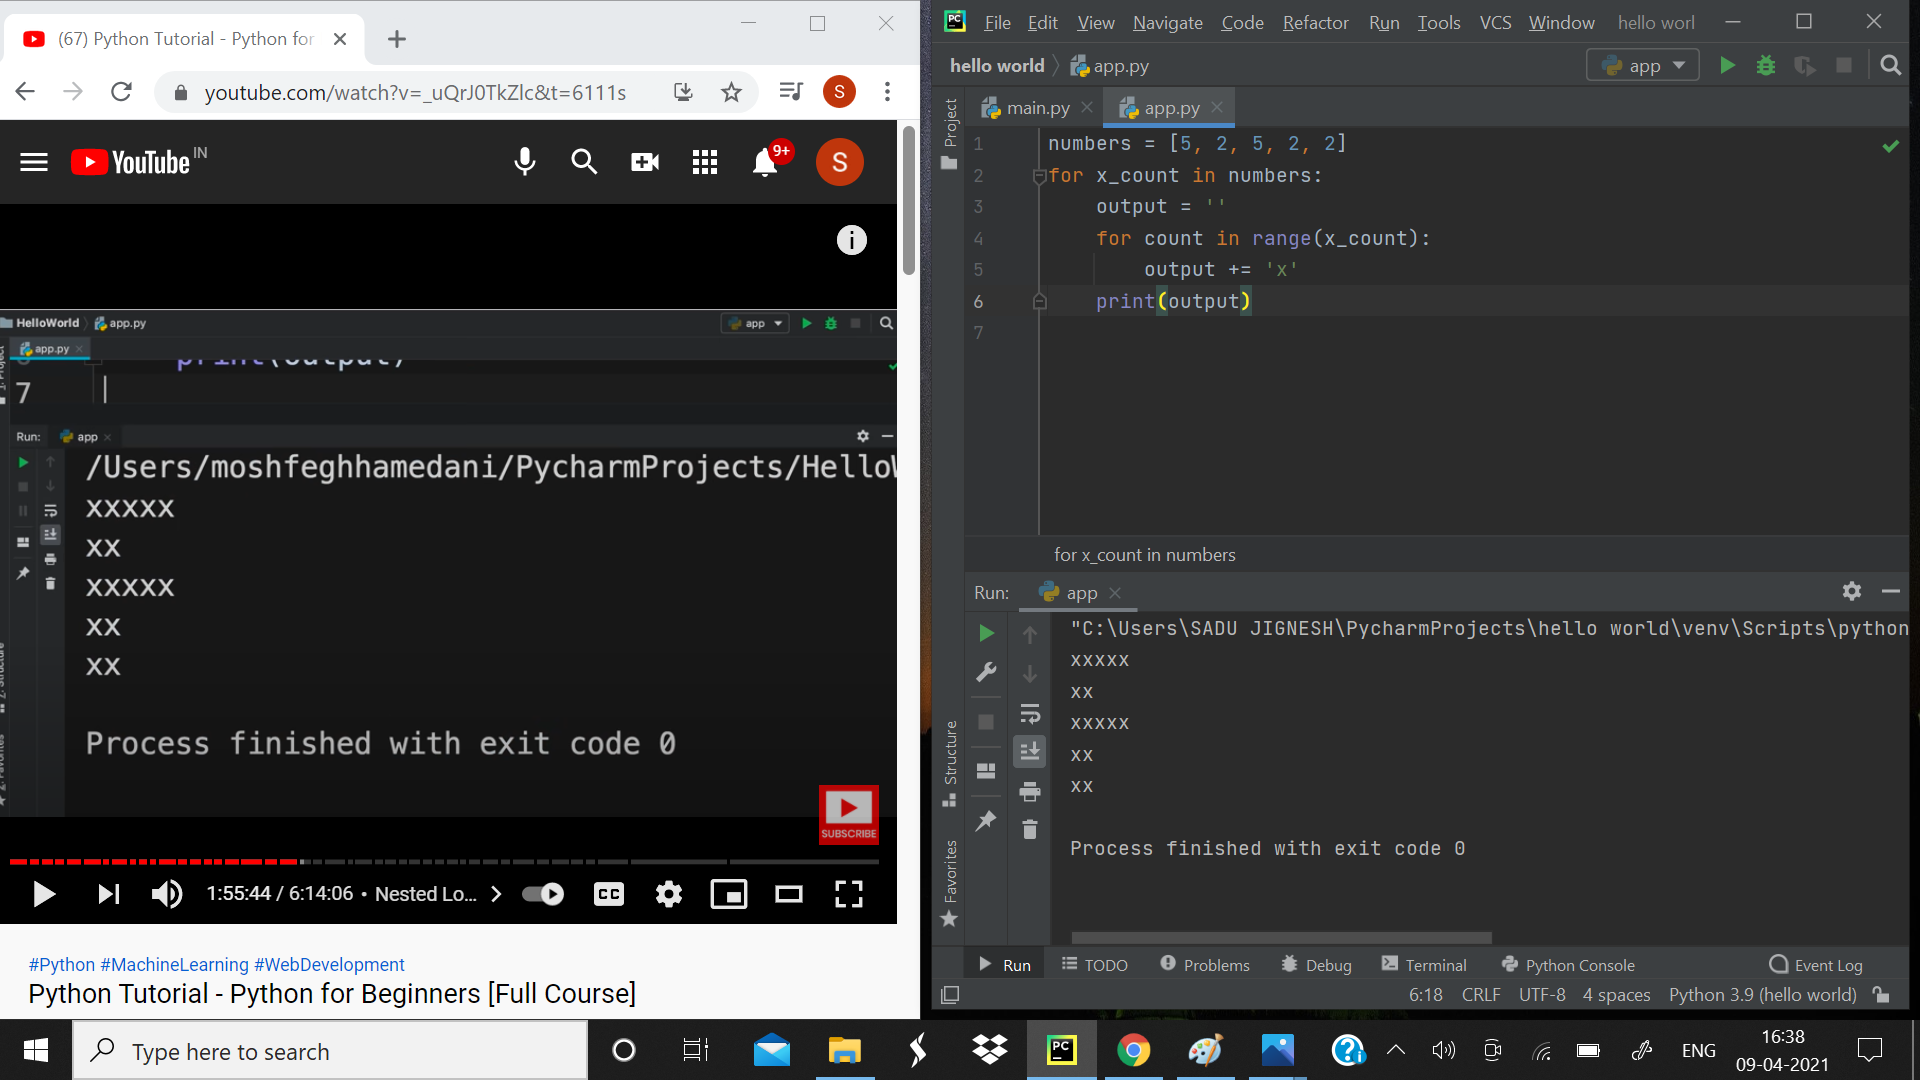 (67) Python Tutorial - Python for
youtube.com/watch?v=_uQrJ0TkZlc&t=6111s
S
YouTube IN
9+
S
i
HelloWorld
app.py
app
app.py
print(output)
7
Run:
app
/Users/moshfeghhamedani/PycharmProjects/HelloW
xxxxx
xx
xxxxx
xx
xx
Process finished with exit code 0
SUBSCRIBE
1:55:44 / 6:14:06 • Nested Lo...
CC
#Python #MachineLearning #WebDevelopment
Python Tutorial - Python for Beginners [Full Course]
PC
File Edit View Navigate Code Refactor Run Tools VCS Window hello worl
hello world
app.py
app
Project
main.py
app.py
1 numbers = [5, 2, 5, 2, 2]
2 for x_count in numbers:
3 output = ''
4 for count in range(x_count):
5 output += 'x'
6 print(output)
7
for x_count in numbers
Run:
app
"C:\Users\SADU JIGNESH\PycharmProjects\hello world\venv\Scripts\python
xxxxx
xx
xxxxx
xx
xx
Process finished with exit code 0
Structure
Favorites
Run TODO Problems Debug Terminal Python Console Event Log
6:18 CRLF UTF-8 4 spaces Python 3.9 (hello world)
Type here to search
PC
ENG
16:38
09-04-2021